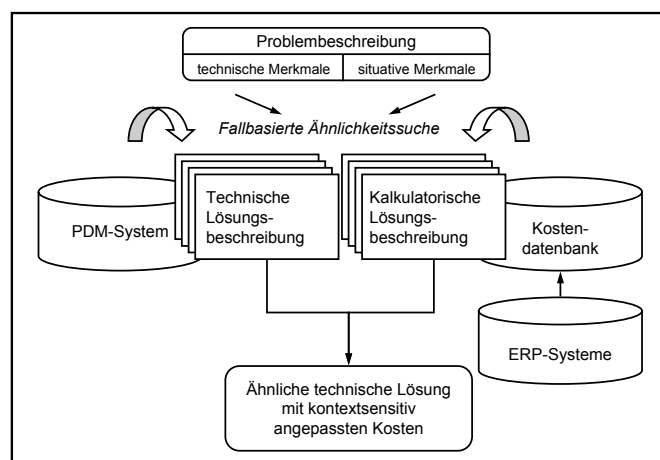 Problembeschreibung
technische Merkmale
situative Merkmale
Fallbasierte Ähnlichkeitssuche
PDM-System
Technische
Lösungs-
beschreibung
Kalkulatorische
Lösungs-
beschreibung
Kosten-
datenbank
ERP-Systeme
Ähnliche technische Lösung
mit kontextsensitiv
angepassten Kosten